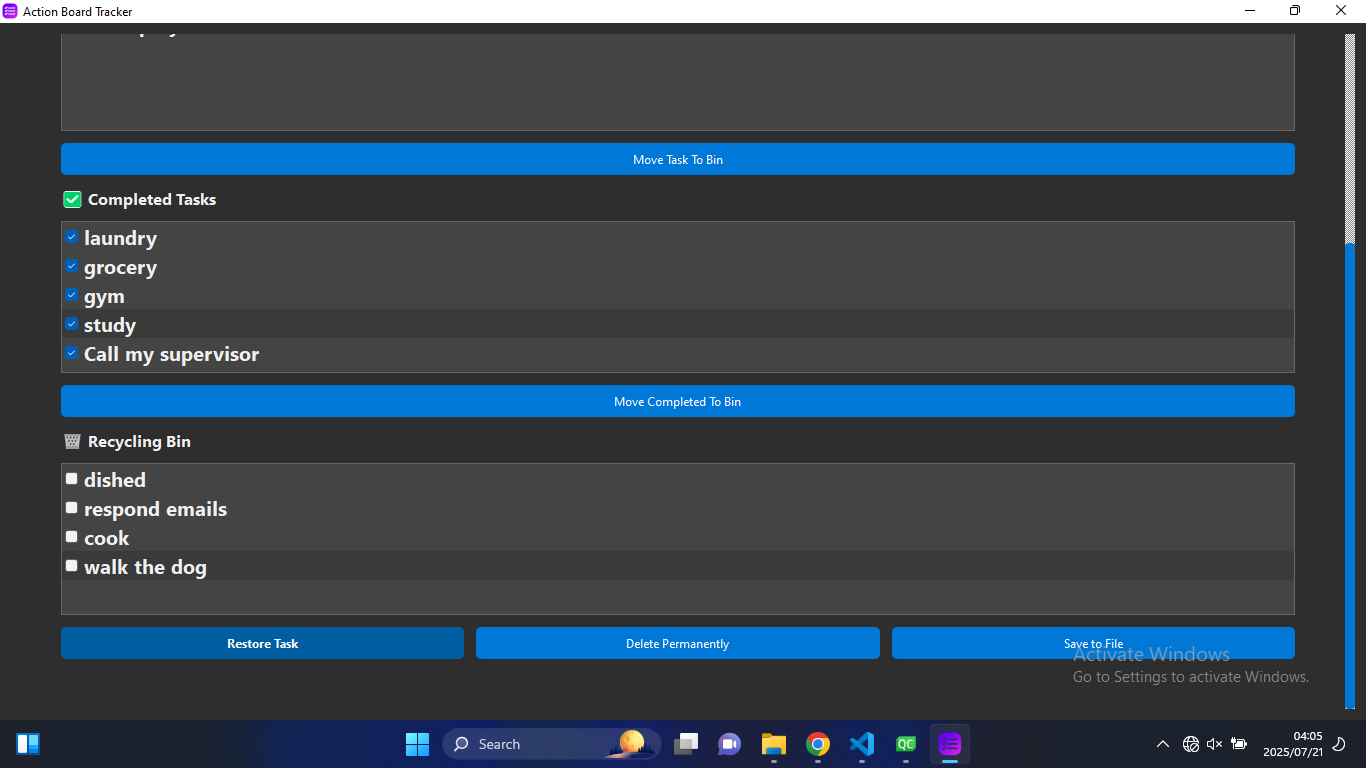 Action Board Tracker
Move Task To Bin
Completed Tasks
laundry
grocery
gym
study
Call my supervisor
Move Completed To Bin
Recycling Bin
dished
respond emails
cook
walk the dog
Restore Task
Delete Permanently
Save to File
Activate Windows
Go to Settings to activate Windows.
Search
QC
04:05
2025/07/21